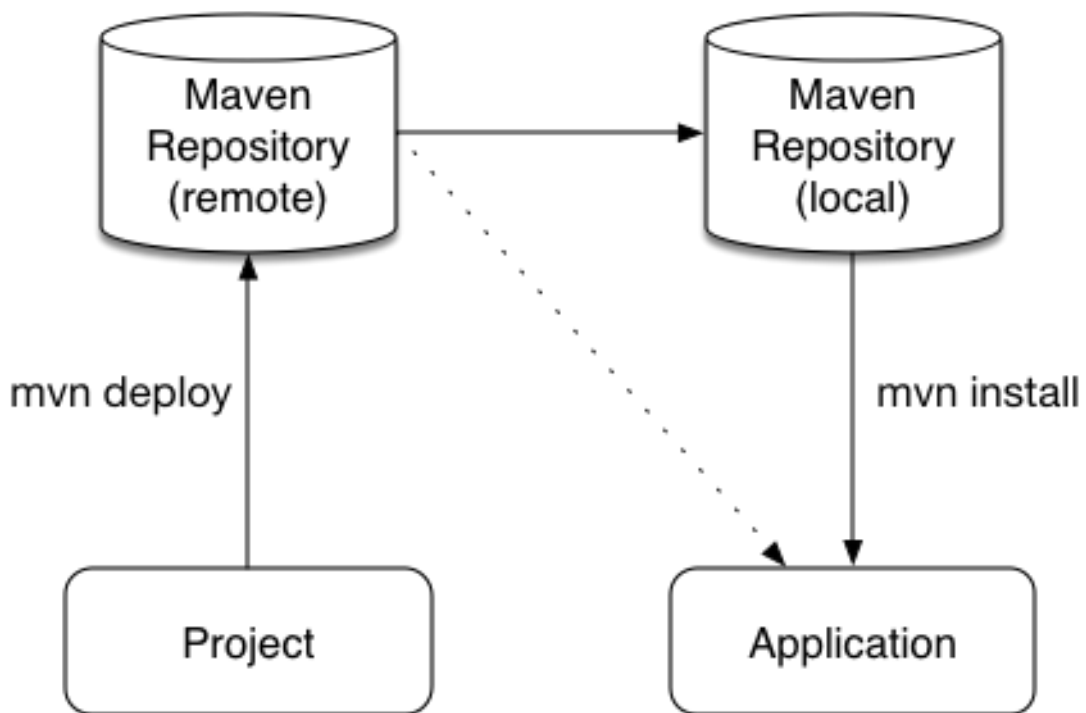 Maven
Repository
(remote)
Maven
Repository
(local)
mvn deploy
mvn install
Project
Application